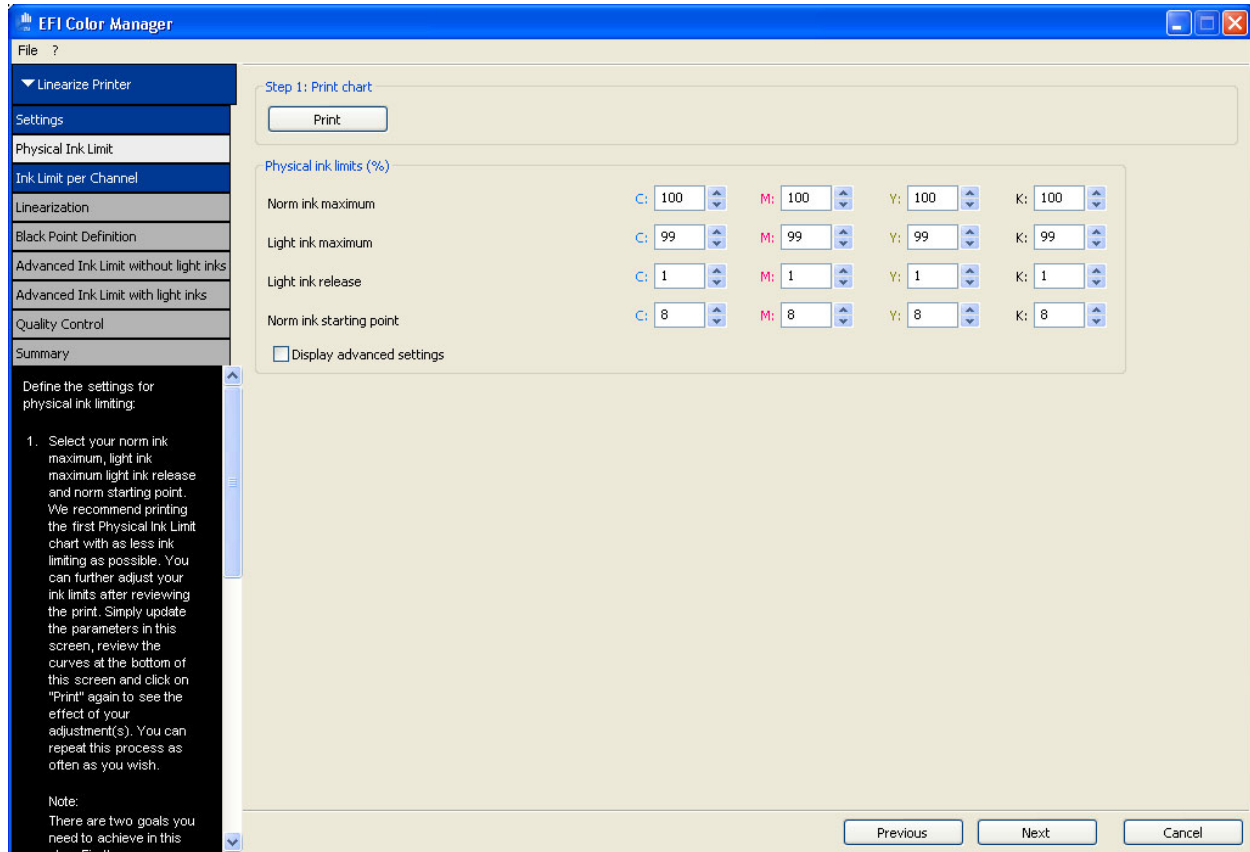 EFI Color Manager
File ?
Linearize Printer
Settings
Physical Ink Limit
Ink Limit per Channel
Linearization
Black Point Definition
Advanced Ink Limit without light inks
Advanced Ink Limit with light inks
Quality Control
Summary
Define the settings for
physical ink limiting:
1. Select your norm ink
maximum, light ink
maximum light ink release
and norm starting point.
We recommend printing
the first Physical Ink Limit
chart with as less ink
limiting as possible. You
can further adjust your
ink limits after reviewing
the print. Simply update
the parameters in this
screen, review the
curves at the bottom of
this screen and click on
"Print" again to see the
effect of your
adjustment(s). You can
repeat this process as
often as you wish.
Note:
There are two goals you
need to achieve in this
Step 1: Print chart
Print
Physical ink limits (%)
Norm ink maximum C: 100 M: 100 Y: 100 K: 100
Light ink maximum C: 99 M: 99 Y: 99 K: 99
Light ink release C: 1 M: 1 Y: 1 K: 1
Norm ink starting point C: 8 M: 8 Y: 8 K: 8
Display advanced settings
Previous Next Cancel